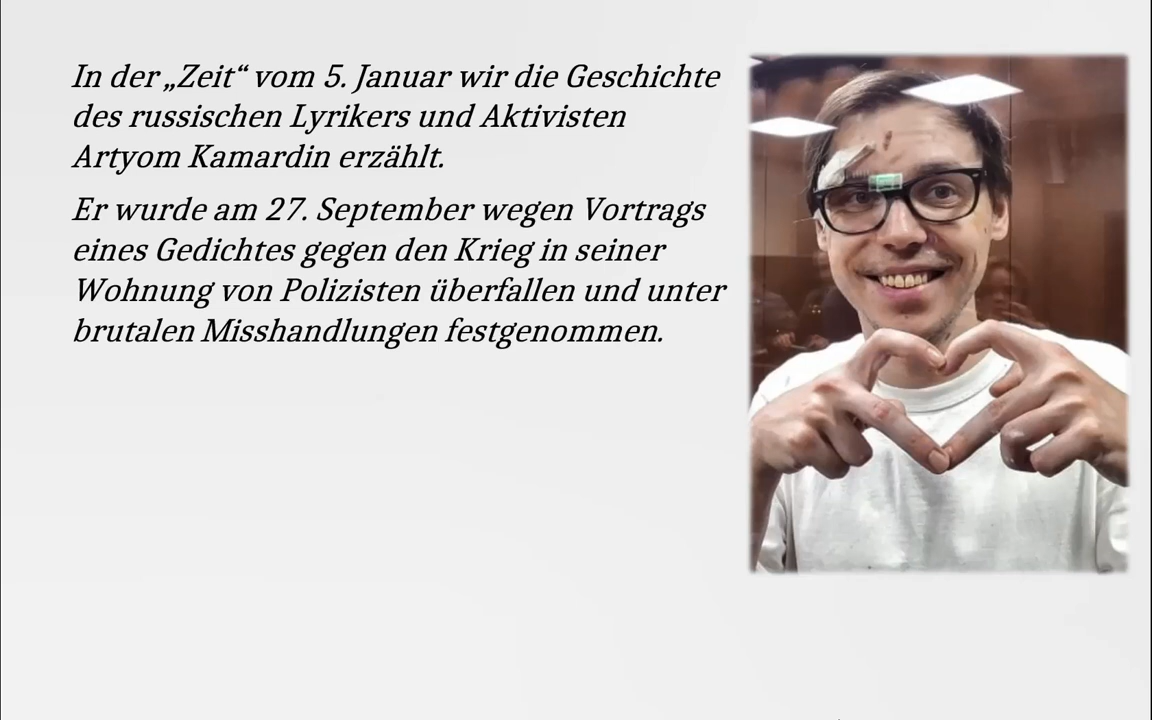 In der „Zeit“ vom 5. Januar wir die Geschichte
des russischen Lyrikers und Aktivisten
Artyom Kamardin erzählt.
Er wurde am 27. September wegen Vortrags
eines Gedichtes gegen den Krieg in seiner
Wohnung von Polizisten überfallen und unter
brutalen Misshandlungen festgenommen.